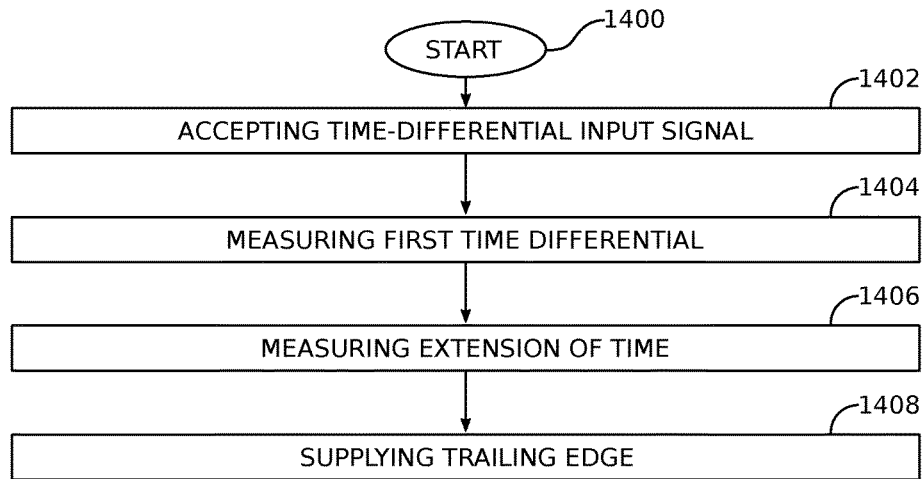 START
1400
1402
ACCEPTING TIME-DIFFERENTIAL INPUT SIGNAL
1404
MEASURING FIRST TIME DIFFERENTIAL
1406
MEASURING EXTENSION OF TIME
1408
SUPPLYING TRAILING EDGE